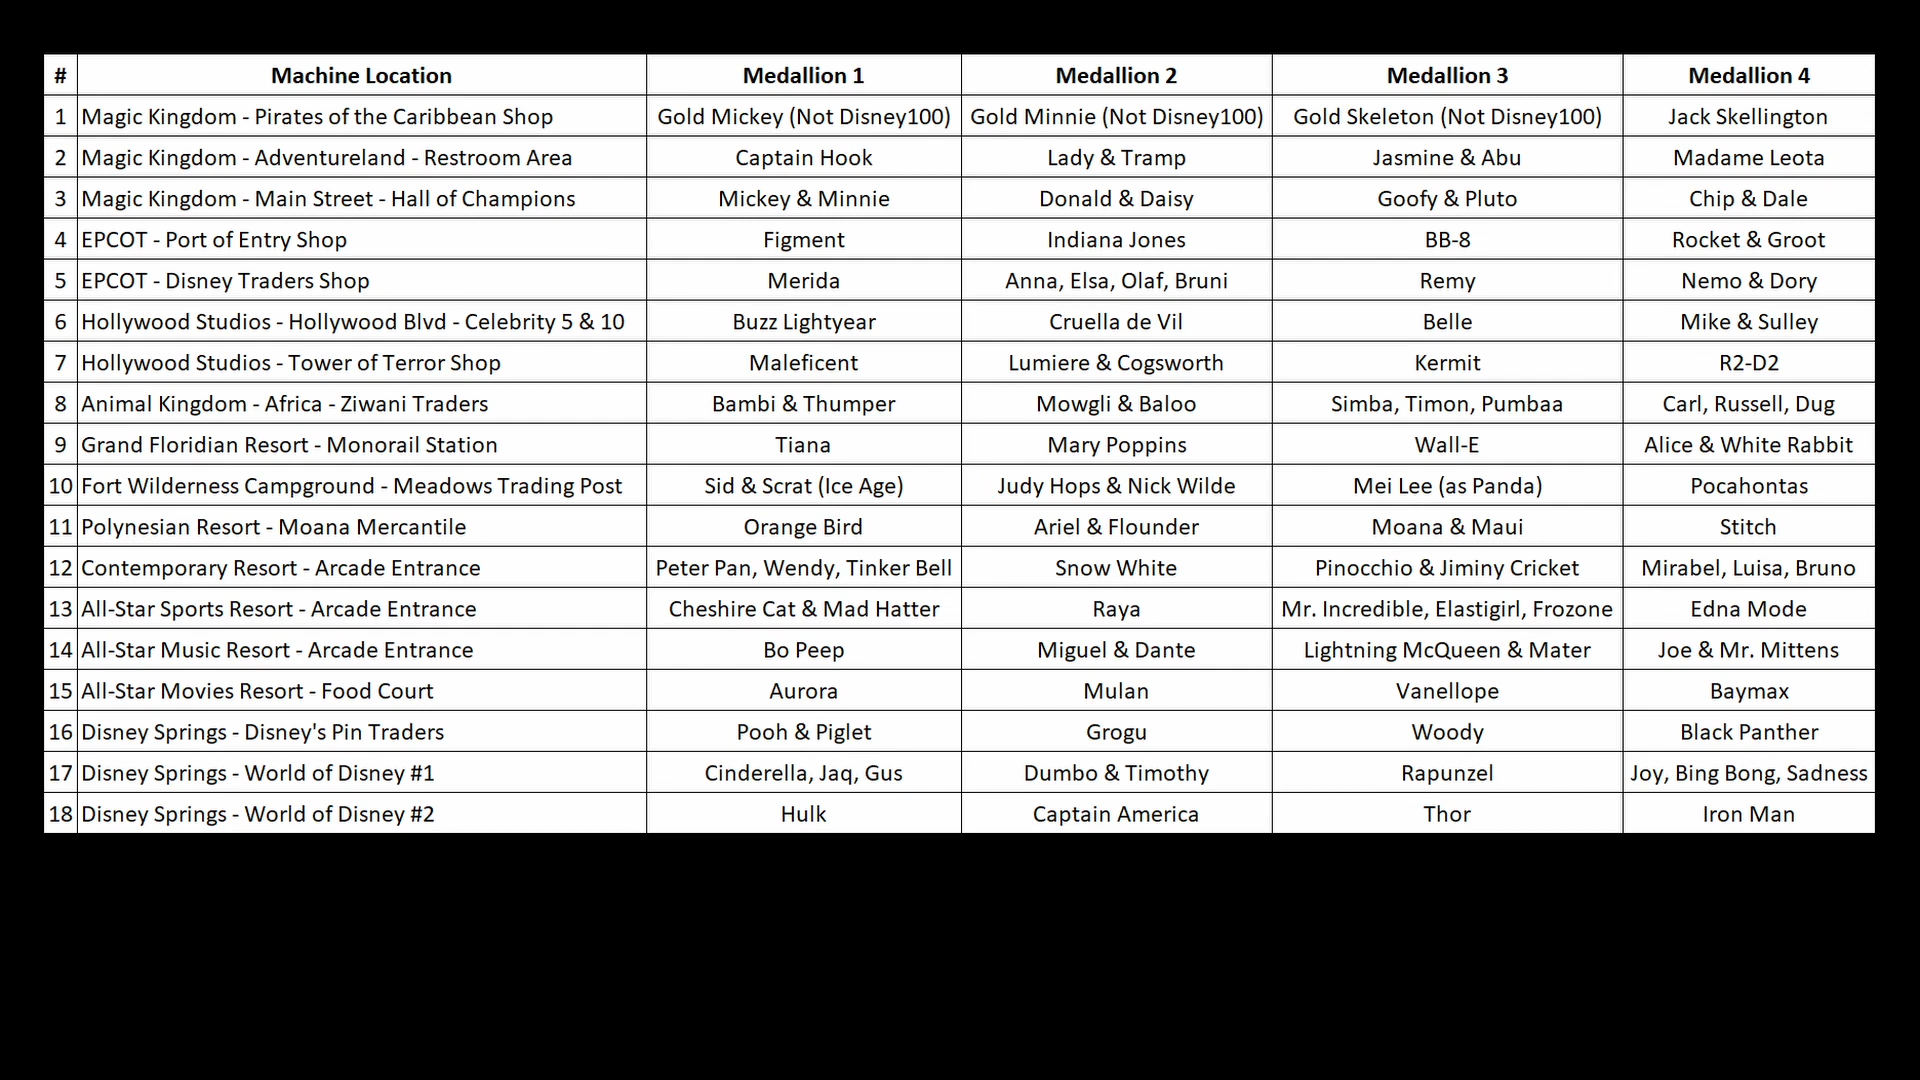 # Machine Location Medallion 1 Medallion 2 Medallion 3 Medallion 4
1 Magic Kingdom - Pirates of the Caribbean Shop Gold Mickey (Not Disney100) Gold Minnie (Not Disney100) Gold Skeleton (Not Disney100) Jack Skellington
2 Magic Kingdom - Adventureland - Restroom Area Captain Hook Lady & Tramp Jasmine & Abu Madame Leota
3 Magic Kingdom - Main Street - Hall of Champions Mickey & Minnie Donald & Daisy Goofy & Pluto Chip & Dale
4 EPCOT - Port of Entry Shop Figment Indiana Jones BB-8 Rocket & Groot
5 EPCOT - Disney Traders Shop Merida Anna, Elsa, Olaf, Bruni Remy Nemo & Dory
6 Hollywood Studios - Hollywood Blvd - Celebrity 5 & 10 Buzz Lightyear Cruella de Vil Belle Mike & Sulley
7 Hollywood Studios - Tower of Terror Shop Maleficent Lumiere & Cogsworth Kermit R2-D2
8 Animal Kingdom - Africa - Ziwani Traders Bambi & Thumper Mowgli & Baloo Simba, Timon, Pumbaa Carl, Russell, Dug
9 Grand Floridian Resort - Monorail Station Tiana Mary Poppins Wall-E Alice & White Rabbit
10 Fort Wilderness Campground - Meadows Trading Post Sid & Scrat (Ice Age) Judy Hops & Nick Wilde Mei Lee (as Panda) Pocahontas
11 Polynesian Resort - Moana Mercantile Orange Bird Ariel & Flounder Moana & Maui Stitch
12 Contemporary Resort - Arcade Entrance Peter Pan, Wendy, Tinker Bell Snow White Pinocchio & Jiminy Cricket Mirabel, Luisa, Bruno
13 All-Star Sports Resort - Arcade Entrance Cheshire Cat & Mad Hatter Raya Mr. Incredible, Elastigirl, Frozone Edna Mode
14 All-Star Music Resort - Arcade Entrance Bo Peep Miguel & Dante Lightning McQueen & Mater Joe & Mr. Mittens
15 All-Star Movies Resort - Food Court Aurora Mulan Vanellope Baymax
16 Disney Springs - Disney's Pin Traders Pooh & Piglet Grogu Woody Black Panther
17 Disney Springs - World of Disney #1 Cinderella, Jaq, Gus Dumbo & Timothy Rapunzel Joy, Bing Bong, Sadness
18 Disney Springs - World of Disney #2 Hulk Captain America Thor Iron Man